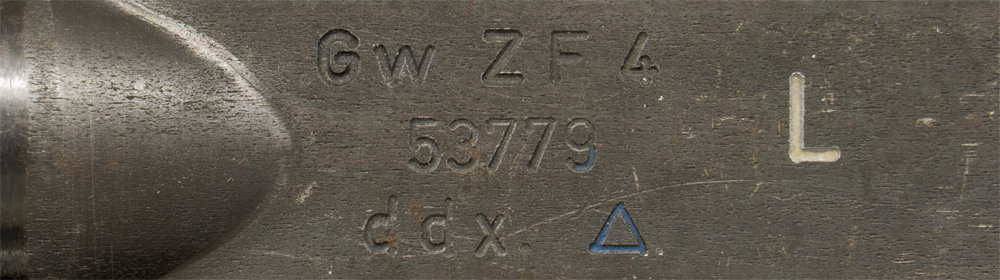 Gw ZF 4
53779
ddx. △
L